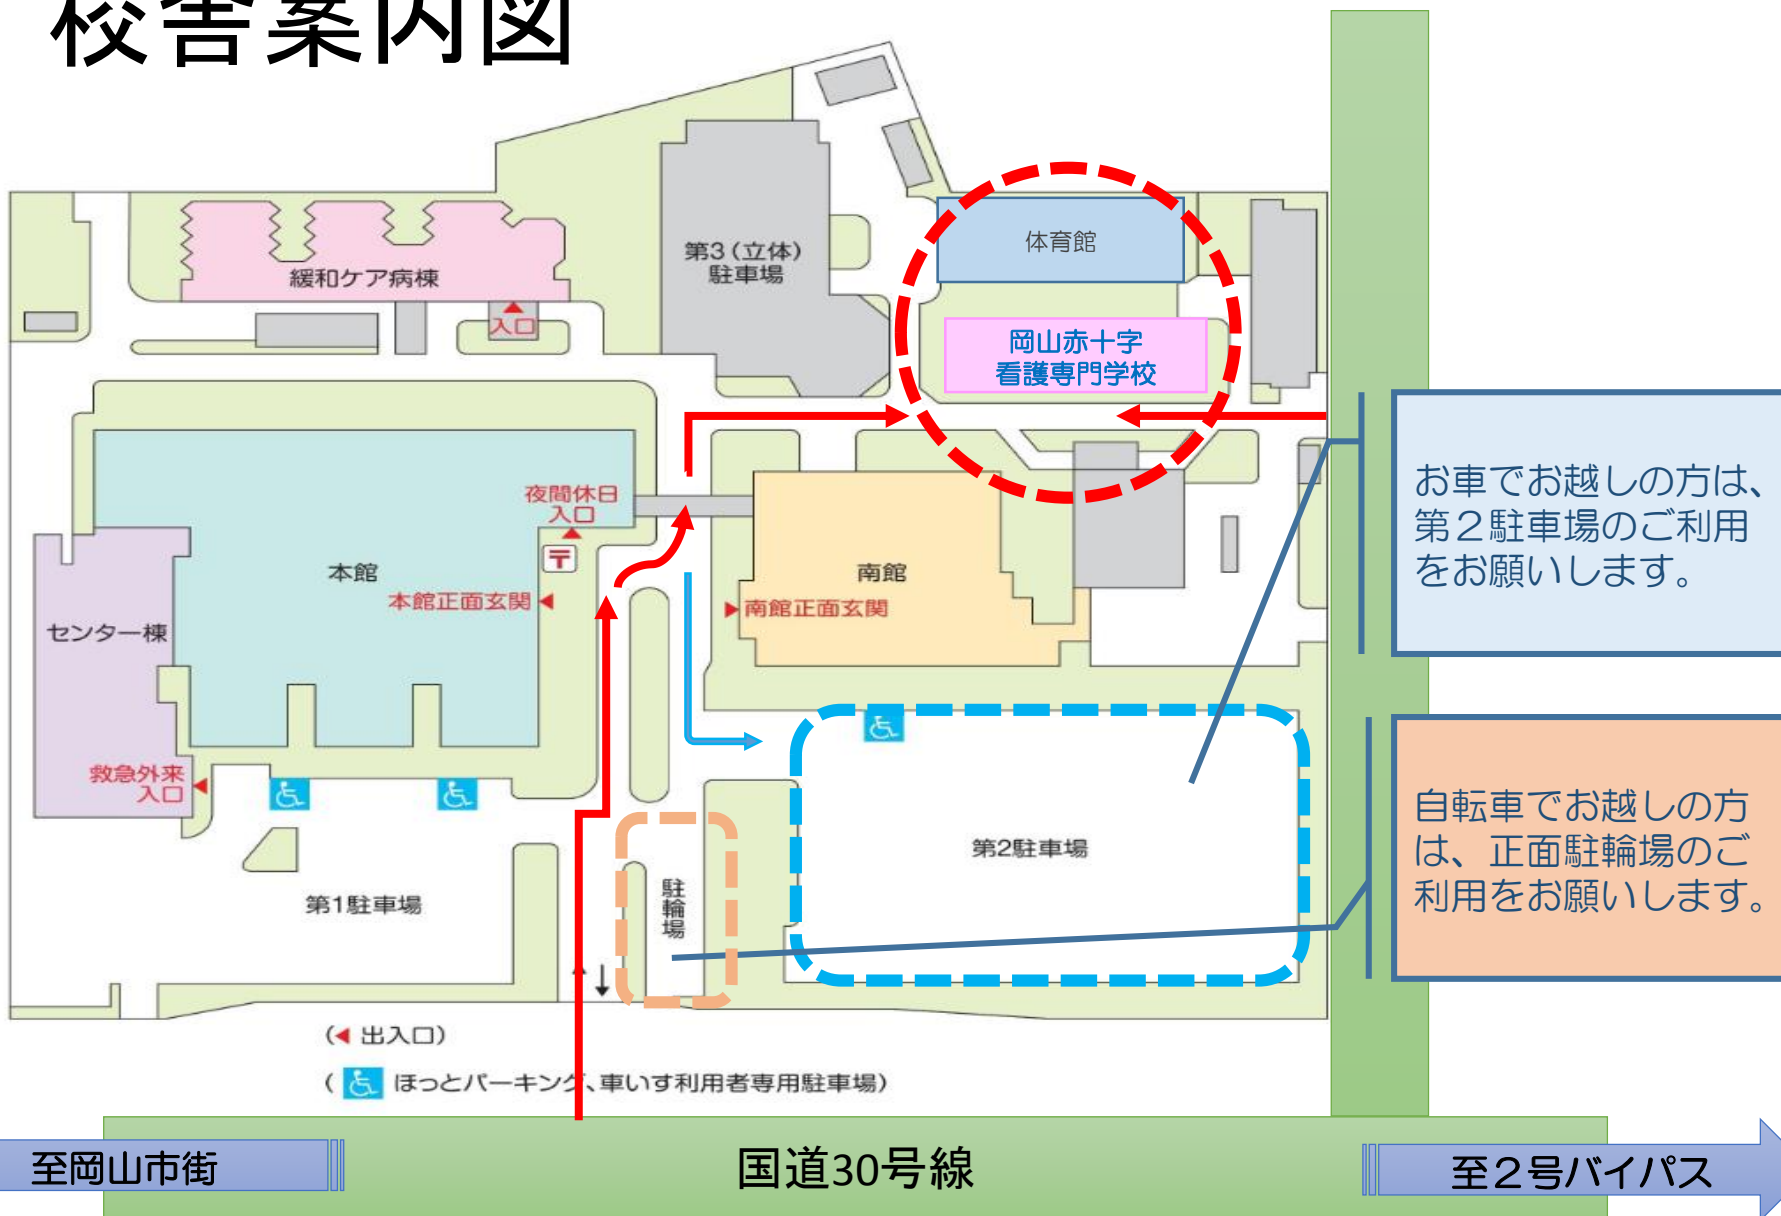 校舎案内図
体育館
第3(立体)
駐車場
緩和ケア病棟
入口
岡山赤十字
看護専門学校
お車でお越しの方は、
第2駐車場のご利用
をお願いします。
夜間休日
入口
〒
本館
南館
本館正面玄関
南館正面玄関
センター棟
救急外来
入口
自転車でお越しの方
は、正面駐輪場のご
利用をお願いします。
第2駐車場
第1駐車場
駐輪場
(◀ 出入口)
( ほっとパーキング、車いす利用者専用駐車場)
至岡山市街
国道30号線
至2号バイパス